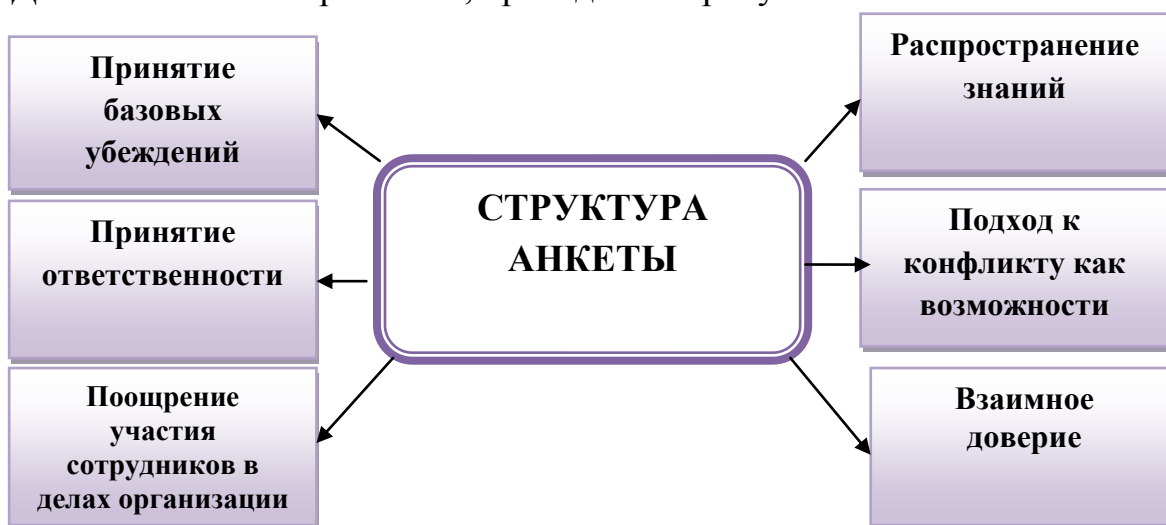 Принятие
базовых
убеждений
Принятие
ответственности
Поощрение
участия
сотрудников в
делах организации
СТРУКТУРА
АНКЕТЫ
Распространение
знаний
Подход к
конфликту как
возможности
Взаимное
доверие